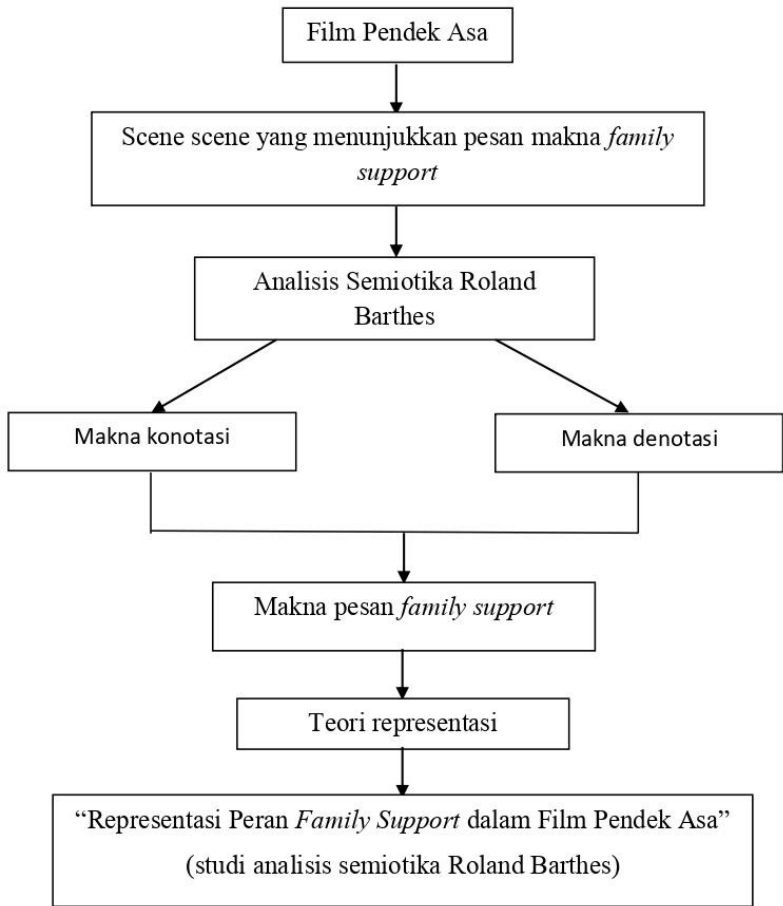 Film Pendek Asa
Scene scene yang menunjukkan pesan makna family
support
Analisis Semiotika Roland
Barthes
Makna konotasi
Makna denotasi
Makna pesan family support
Teori representasi
“Representasi Peran Family Support dalam Film Pendek Asa”
(studi analisis semiotika Roland Barthes)